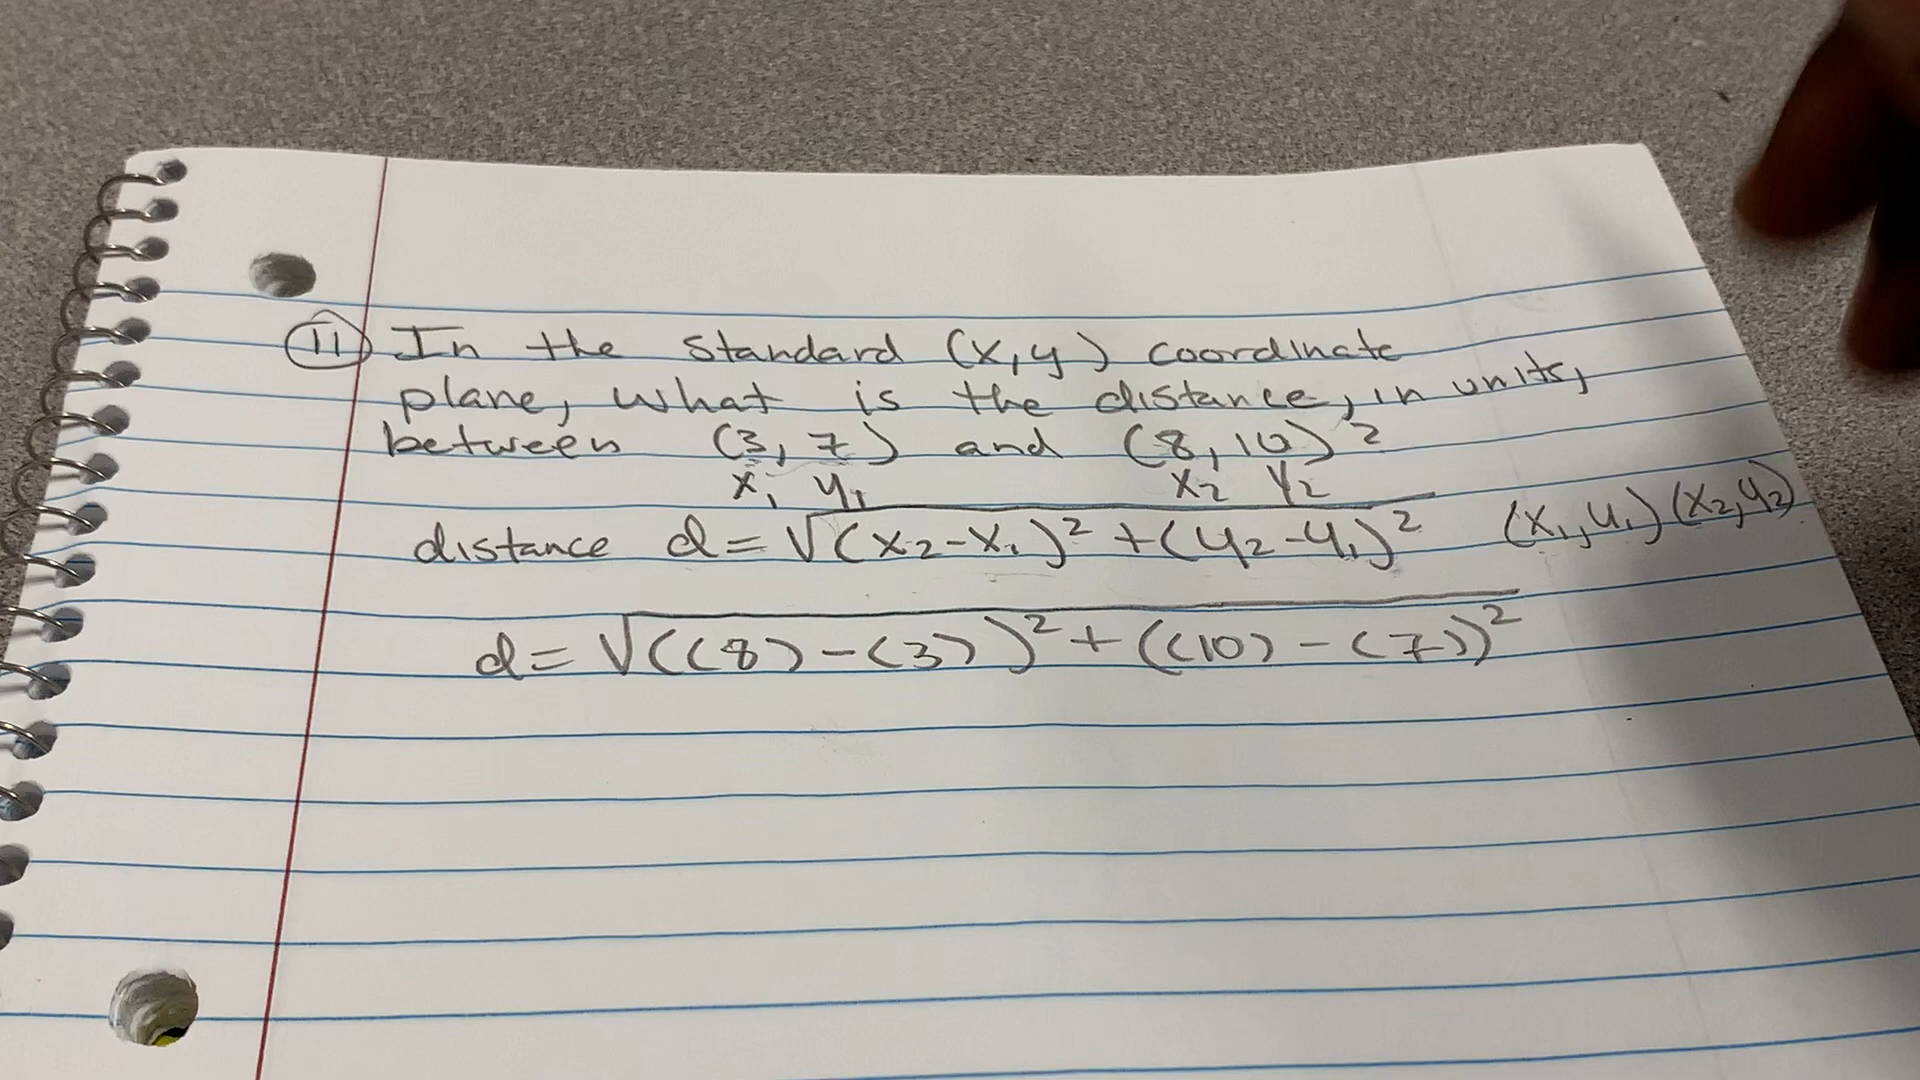 11 In the standard (x,y) coordinate
plane, what is the distance, in units,
between (3, 7) and (8, 10)?
x₁ y₁ x₂ y₂
distance d = √(x₂-x₁)² + (y₂-y₁)² (x₁,y₁) (x₂,y₂)
d = √((8) - (3))² + ((10) - (7))²